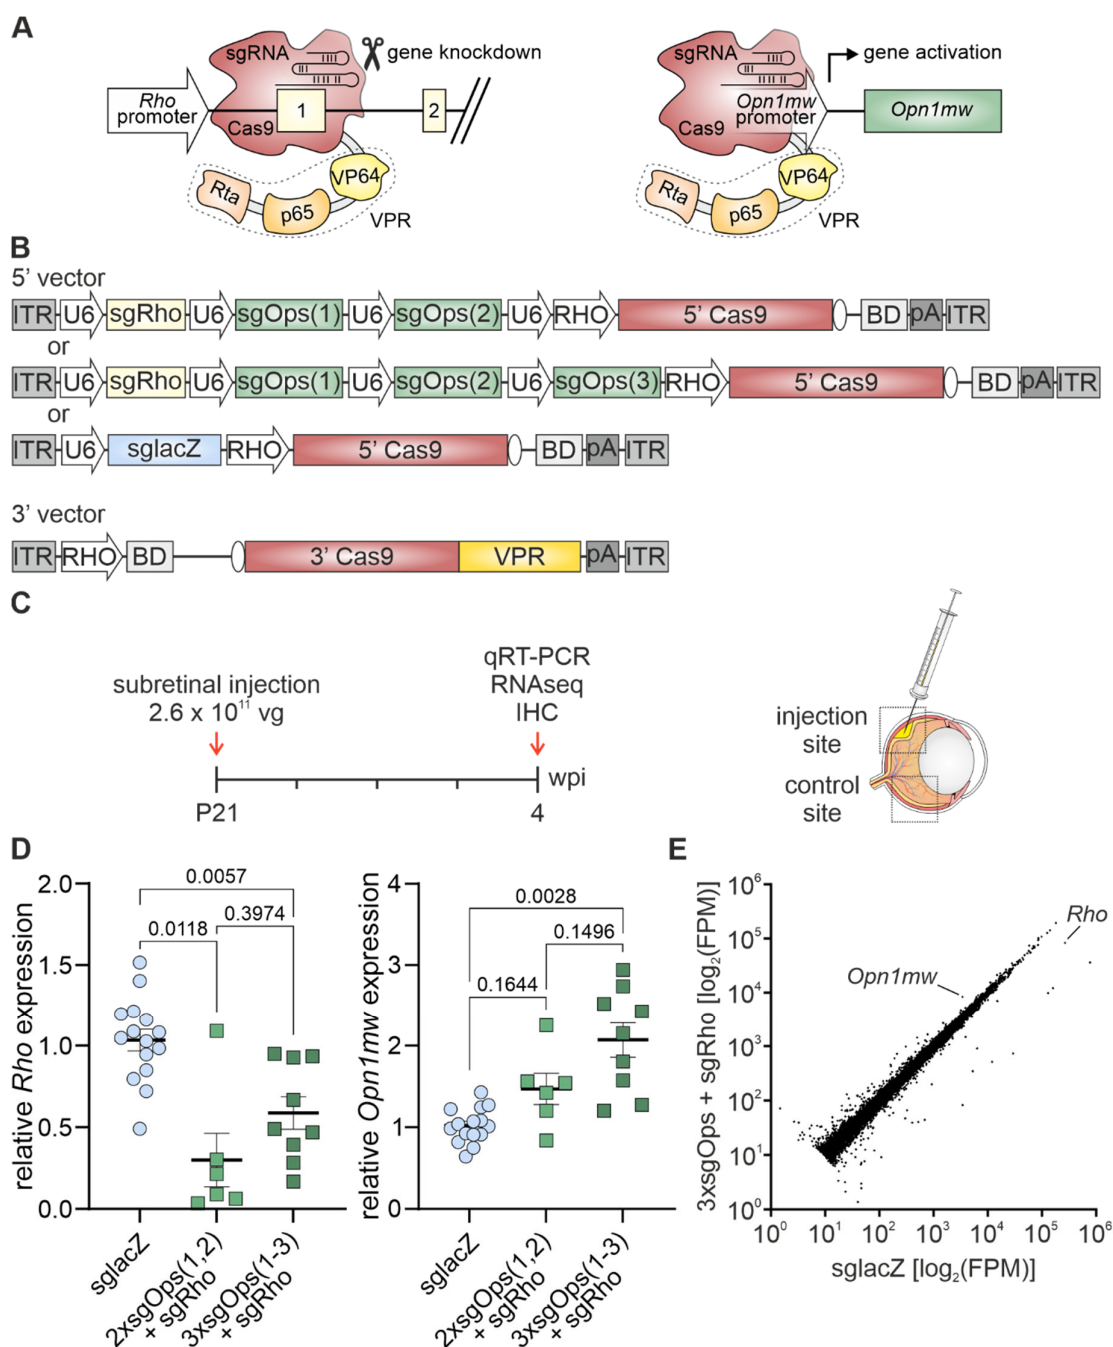 A
sgRNA
gene knockdown
Rho
promoter
1
2
Cas9
VP64
Rta
p65
VPR
sgRNA
gene activation
Opn1mw
promoter
Opn1mw
Cas9
VP64
Rta
p65
VPR
B
5' vector
ITR U6 sgRho U6 sgOps(1) U6 sgOps(2) U6 RHO 5' Cas9 BD pA ITR
or
ITR U6 sgRho U6 sgOps(1) U6 sgOps(2) U6 sgOps(3) RHO 5' Cas9 BD pA ITR
or
ITR U6 sglacZ RHO 5' Cas9 BD pA ITR
3' vector
ITR RHO BD 3' Cas9 VPR pA ITR
C
subretinal injection
2.6 x 10¹¹ vg
qRT-PCR
RNAseq
IHC
wpi
P21
4
injection
site
control
site
D
relative Rho expression
2.0
1.5
1.0
0.5
0.0
0.0057
0.3974
0.0118
sglacZ
2xsgOps(1,2)
+ sgRho
3xsgOps(1-3)
+ sgRho
relative Opn1mw expression
4
3
2
1
0
0.0028
0.1496
0.1644
sglacZ
2xsgOps(1,2)
+ sgRho
3xsgOps(1-3)
+ sgRho
E
3xsgOps + sgRho [log₂(FPM)]
10⁶
10⁵
10⁴
10³
10²
10¹
10⁰
Rho
Opn1mw
10⁰ 10¹ 10² 10³ 10⁴ 10⁵ 10⁶
sglacZ [log₂(FPM)]